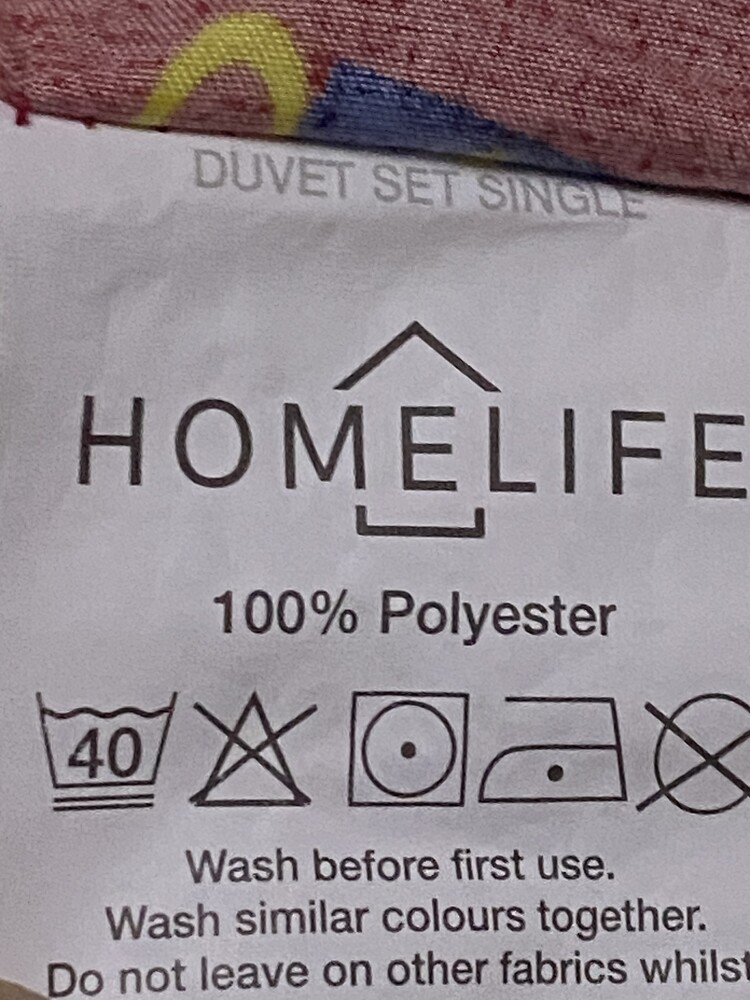 DUVET SET SINGLE
HOMELIFE
100% Polyester
40
Wash before first use.
Wash similar colours together.
Do not leave on other fabrics whilst